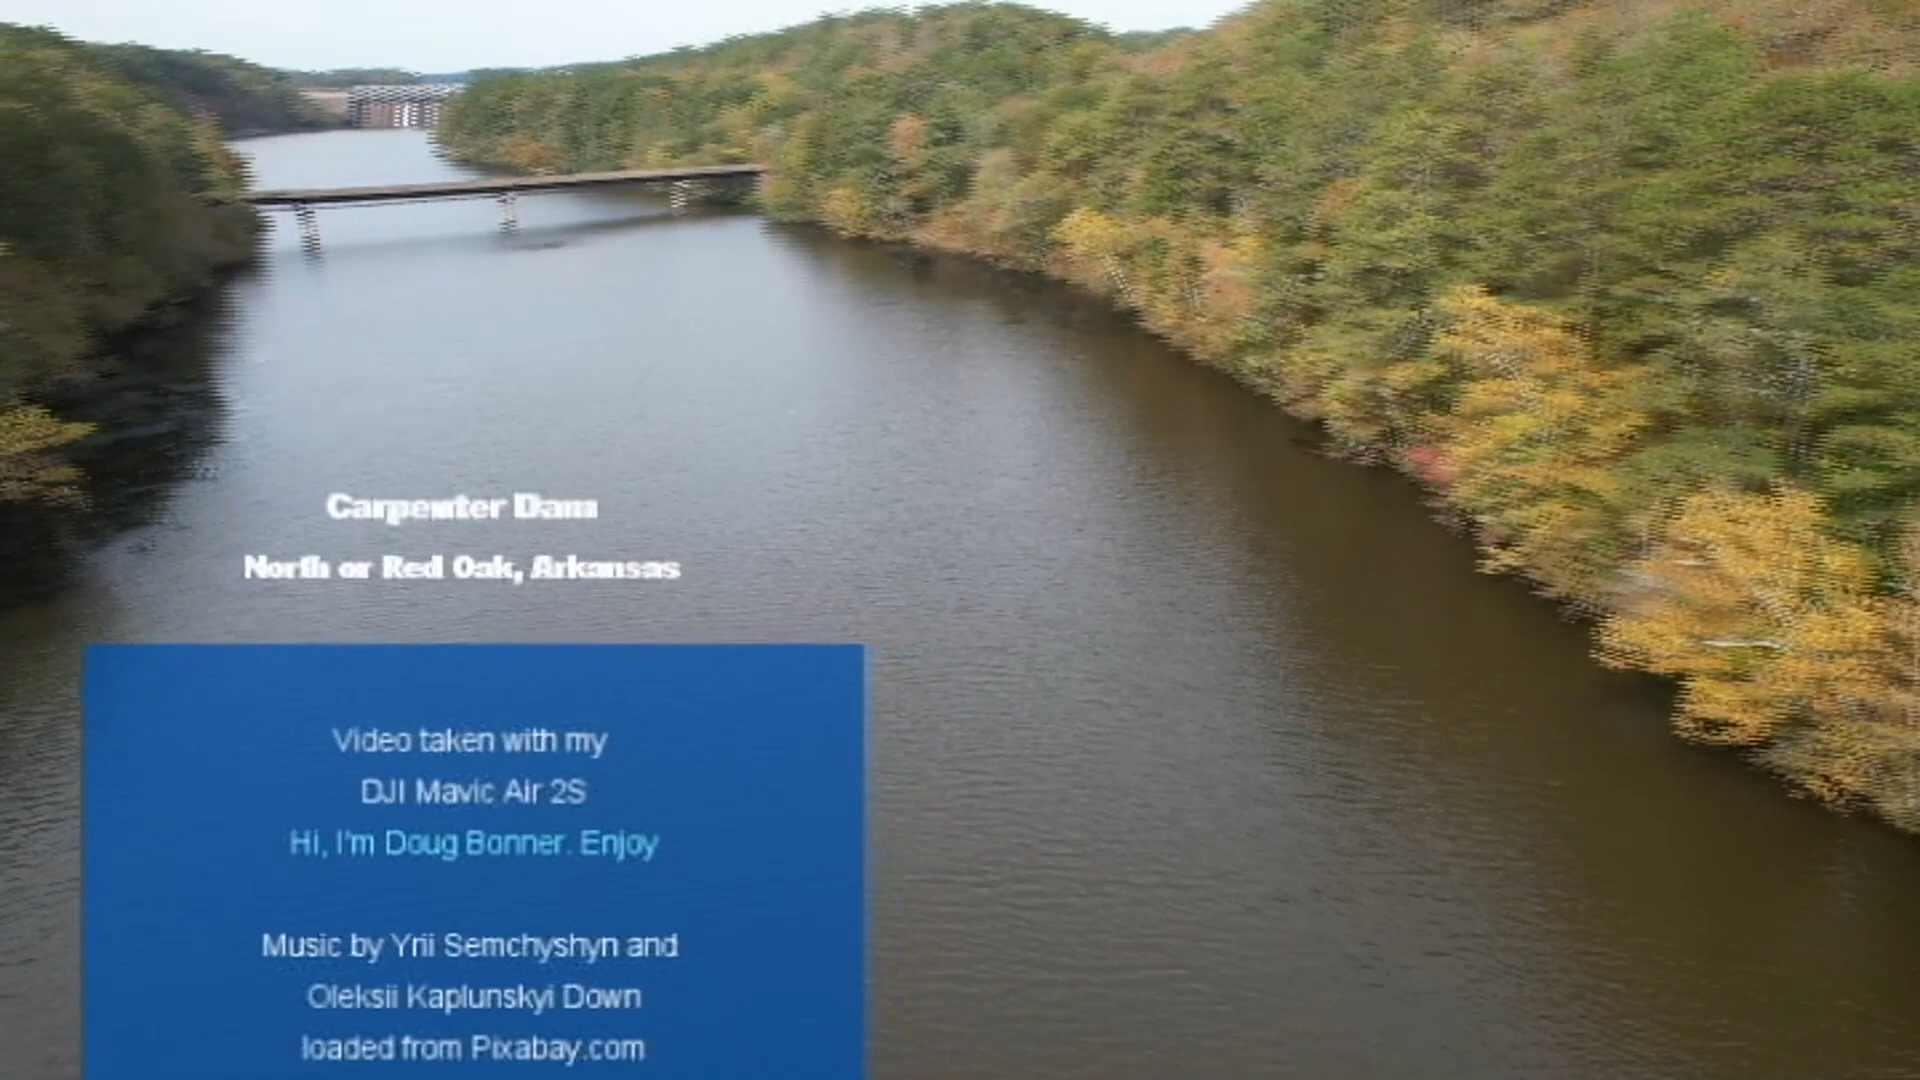 Carpenter Dam
North or Red Oak, Arkansas
Video taken with my
DJI Mavic Air 2S
Hi, I'm Doug Bonner. Enjoy
Music by Yrii Semchyshyn and
Oleksii Kaplunskyi Down
loaded from Pixabay.com